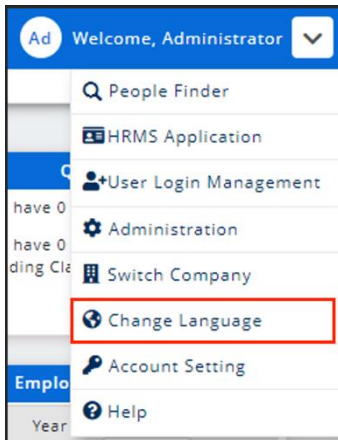 Ad Welcome, Administrator
People Finder
HRMS Application
Q
User Login Management
have 0
Administration
have 0
ding Cla
Switch Company
Change Language
Account Setting
Emplo
Help
Year